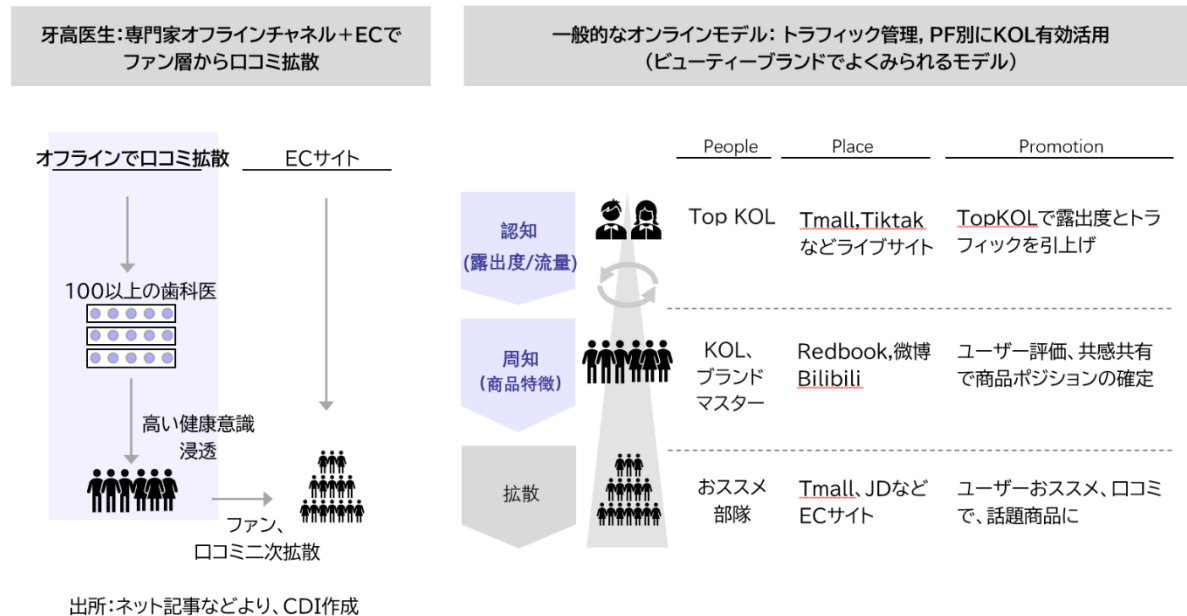 牙高医生：専門家オフラインチャネル＋ECで
ファン層から口コミ拡散
オフラインで口コミ拡散
ECサイト
100以上の歯科医
高い健康意識
浸透
ファン、
口コミ二次拡散
出所：ネット記事などより、CDI作成
一般的なオンラインモデル： トラフィック管理, PF別にKOL有効活用
（ビューティーブランドでよくみられるモデル）
People
Place
Promotion
認知
(露出度/流量)
Top KOL
Tmall,Tiktak
などライブサイト
TopKOLで露出度とトラ
フィックを引上げ
周知
(商品特徴)
KOL、
ブランド
マスター
Redbook,微博
Bilibili
ユーザー評価、共感共有
で商品ポジションの確定
拡散
おススメ
部隊
Tmall、JDなど
ECサイト
ユーザーおススメ、口コミ
で、話題商品に